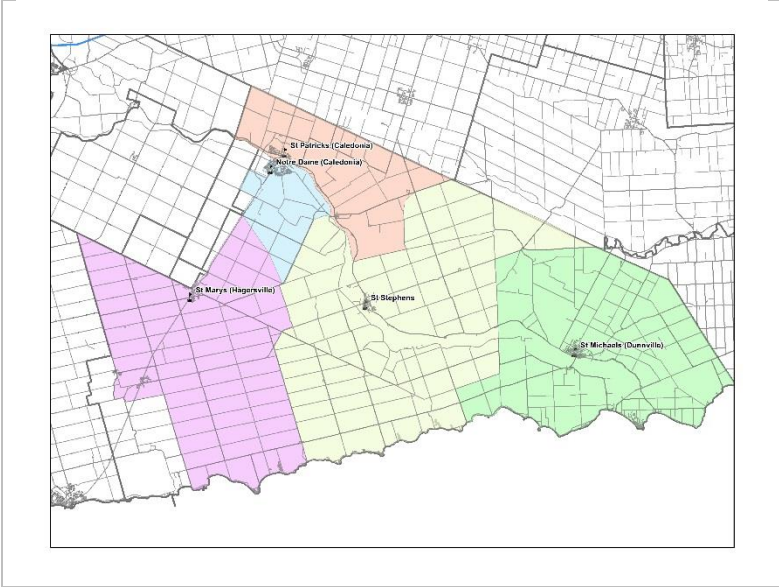 St Patricks (Caledonia)
Notre Dame (Caledonia)
St Marys (Hagersville)
St Stephens
St Michaels (Dunnville)